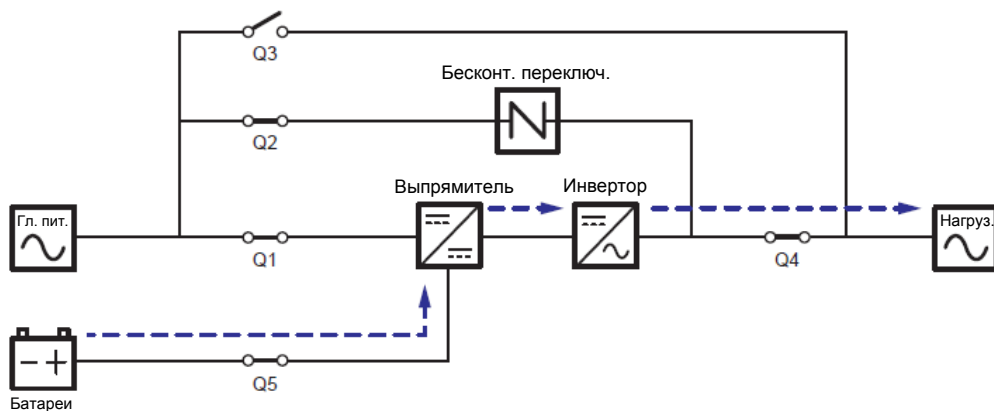 Q3
Бесконт. переключ.
Q2
Выпрямитель
Инвертор
Гл. пит.
Нагруз.
Q1
Q4
Q5
Батареи